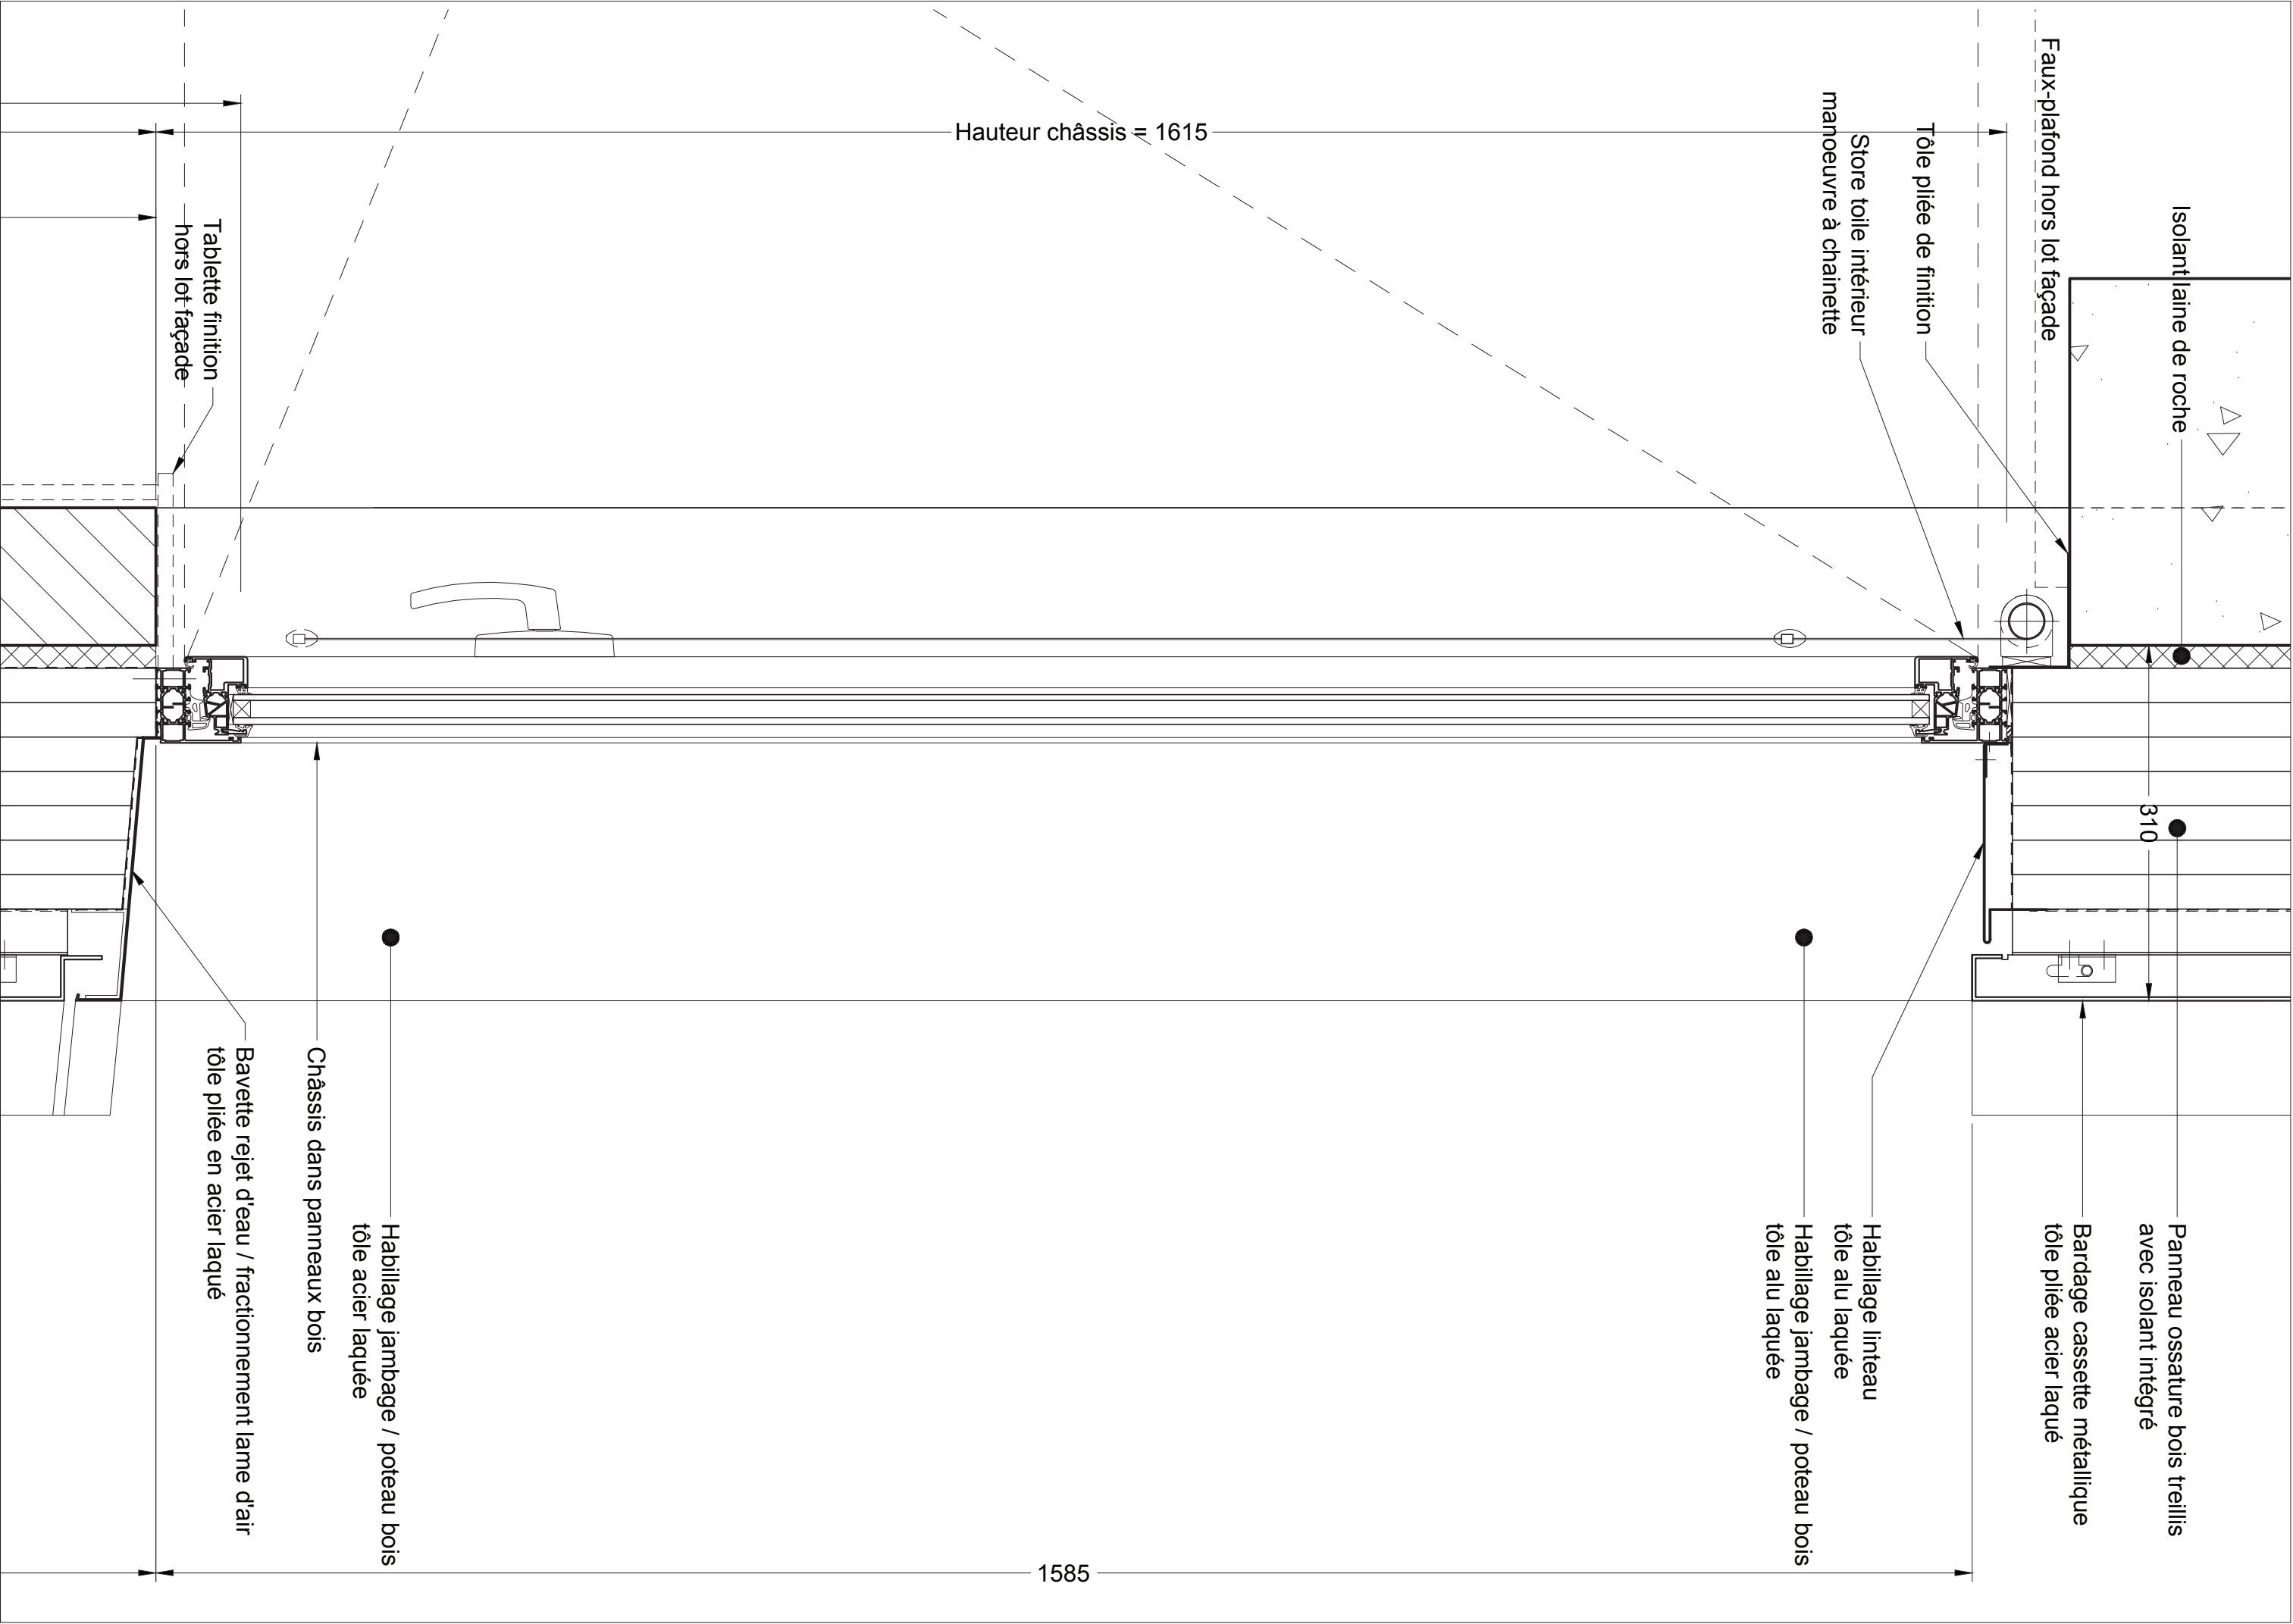 Isolant laine de roche
Faux-plafond hors lot façade
Tôle pliée de finition
Store toile intérieur
manoeuvre à chainette
Hauteur châssis = 1615
Tablette finition
hors lot façade
310
Panneau ossature bois treillis
avec isolant intégré
Bardage cassette métallique
tôle pliée acier laqué
Habillage linteau
tôle alu laquée
Habillage jambage / poteau bois
tôle alu laquée
Habillage jambage / poteau bois
tôle acier laquée
Châssis dans panneaux bois
Bavette rejet d'eau / fractionnement lame d'air
tôle pliée en acier laqué
1585